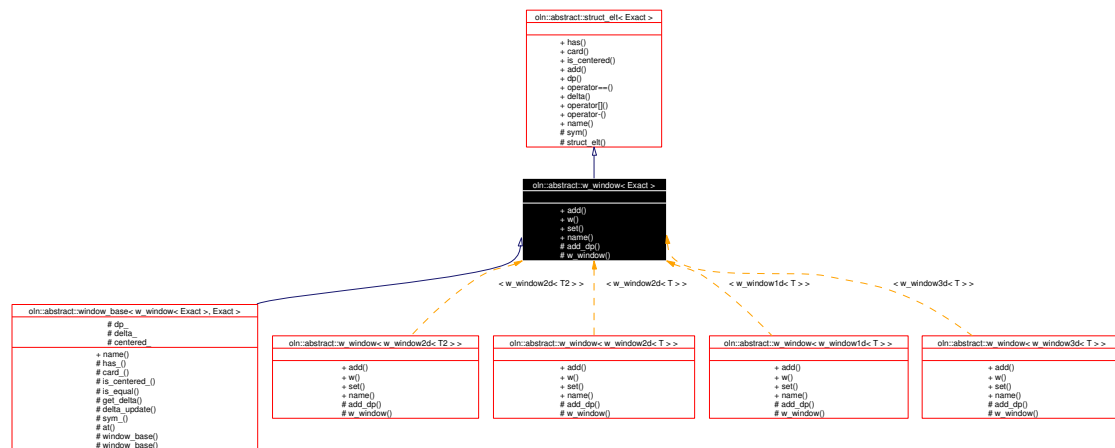 oln::abstract::struct_elt< Exact >
+ has()
+ card()
+ is_centered()
+ add()
+ dp()
+ operator==()
+ delta()
+ operator[]()
+ operator-()
+ name()
# sym()
# struct_elt()
oln::abstract::w_window< Exact >
+ add()
+ w()
+ set()
+ name()
# add_dp()
# w_window()
< w_window2d< T2 > >
< w_window2d< T > >
< w_window1d< T > >
< w_window3d< T > >
oln::abstract::window_base< w_window< Exact >, Exact >
# dp_
# delta_
# centered_
+ name()
# has_()
# card_()
# is_centered_()
# is_equal()
# get_delta()
# delta_update()
# sym_()
# at()
# window_base()
# window_base()
oln::abstract::w_window< w_window2d< T2 > >
+ add()
+ w()
+ set()
+ name()
# add_dp()
# w_window()
oln::abstract::w_window< w_window2d< T > >
+ add()
+ w()
+ set()
+ name()
# add_dp()
# w_window()
oln::abstract::w_window< w_window1d< T > >
+ add()
+ w()
+ set()
+ name()
# add_dp()
# w_window()
oln::abstract::w_window< w_window3d< T > >
+ add()
+ w()
+ set()
+ name()
# add_dp()
# w_window()